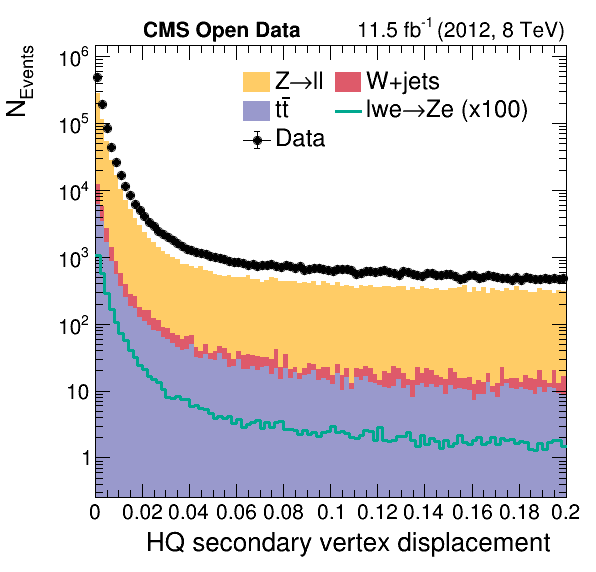 CMS Open Data 11.5 fb⁻¹ (2012, 8 TeV)
N_Events
10⁶
10⁵
10⁴
10³
10²
10
1
Z→ll W+jets
tt̄ lwe→Ze (x100)
Data
0 0.02 0.04 0.06 0.08 0.1 0.12 0.14 0.16 0.18 0.2
HQ secondary vertex displacement